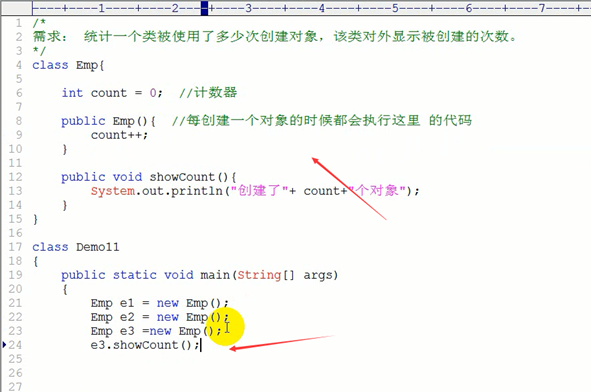 ----+----1----+----2----+----3----+----4----+----5----+----6----+----7----+--
1 /*
2 需求： 统计一个类被使用了多少次创建对象，该类对外显示被创建的次数。
3 */
4 class Emp{
5
6 int count = 0;  //计数器
7
8 public Emp(){  //每创建一个对象的时候都会执行这里 的代码
9 count++;
10 }
11
12 public void showCount(){
13 System.out.println("创建了"+ count+"个对象");
14 }
15 }
16
17 class Demo11
18 {
19 public static void main(String[] args)
20 {
21 Emp e1 = new Emp();
22 Emp e2 = new Emp();
23 Emp e3 =new Emp();
24 e3.showCount();
25
26
27